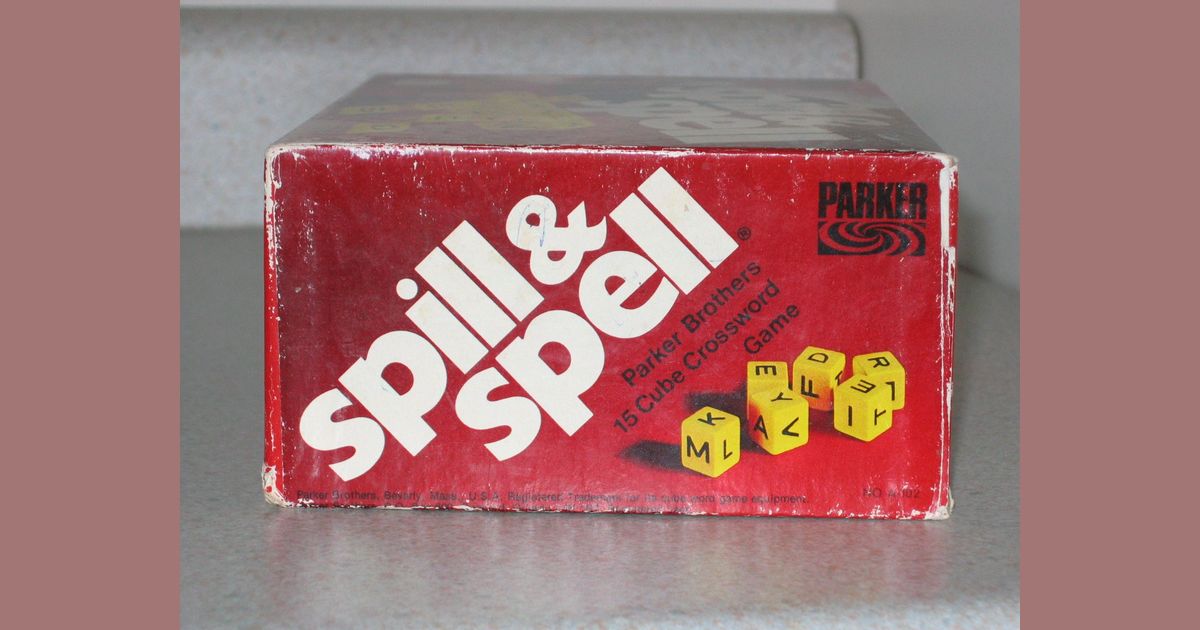 spill &
spell®
Parker Brothers
15 Cube Crossword
Game
PARKER
E
D
F
R
L
K
M
L
Y
A
V
E
I
T
Parker Brothers, Beverly, Mass., U.S.A. Registered Trademark for its cube word game equipment.
NO.